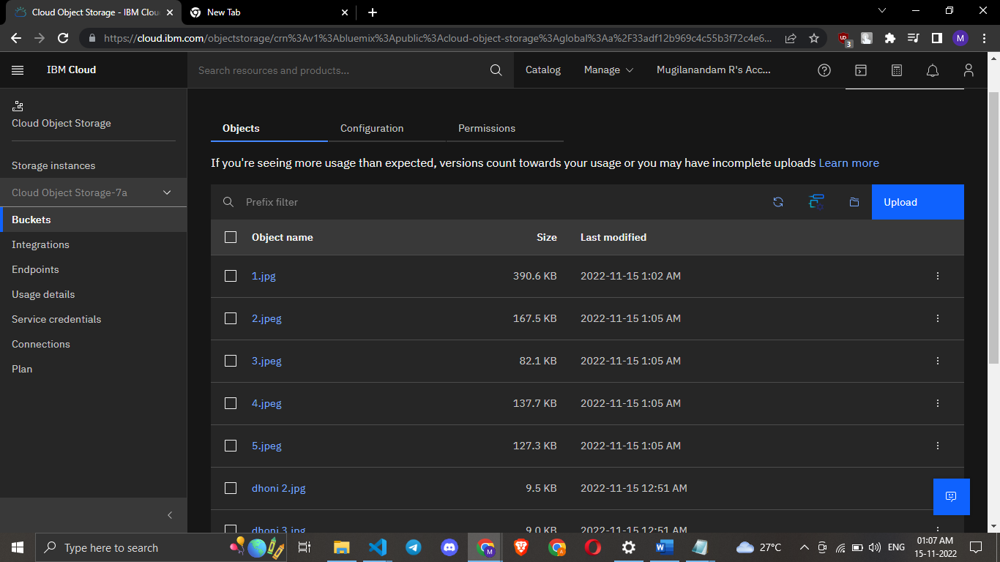 Cloud Object Storage - IBM Clou
New Tab
https://cloud.ibm.com/objectstorage/crn%3Av1%3Abluemix%3Apublic%3Acloud-object-storage%3Aglobal%3Aa%2F33adf12b969c4c55b3f72c4e6...
3
M
IBM Cloud
Search resources and products...
Catalog
Manage
Mugilanandam R's Acc...
Cloud Object Storage
Storage instances
Cloud Object Storage-7a
Buckets
Integrations
Endpoints
Usage details
Service credentials
Connections
Plan
Objects
Configuration
Permissions
If you're seeing more usage than expected, versions count towards your usage or you may have incomplete uploads Learn more
Prefix filter
Upload
Object name Size Last modified
1.jpg 390.6 KB 2022-11-15 1:02 AM
2.jpeg 167.5 KB 2022-11-15 1:05 AM
3.jpeg 82.1 KB 2022-11-15 1:05 AM
4.jpeg 137.7 KB 2022-11-15 1:05 AM
5.jpeg 127.3 KB 2022-11-15 1:05 AM
dhoni 2.jpg 9.5 KB 2022-11-15 12:51 AM
dhoni 3.jpg 9.0 KB 2022-11-15 12:51 AM
Type here to search
27°C
ENG
01:07 AM
15-11-2022